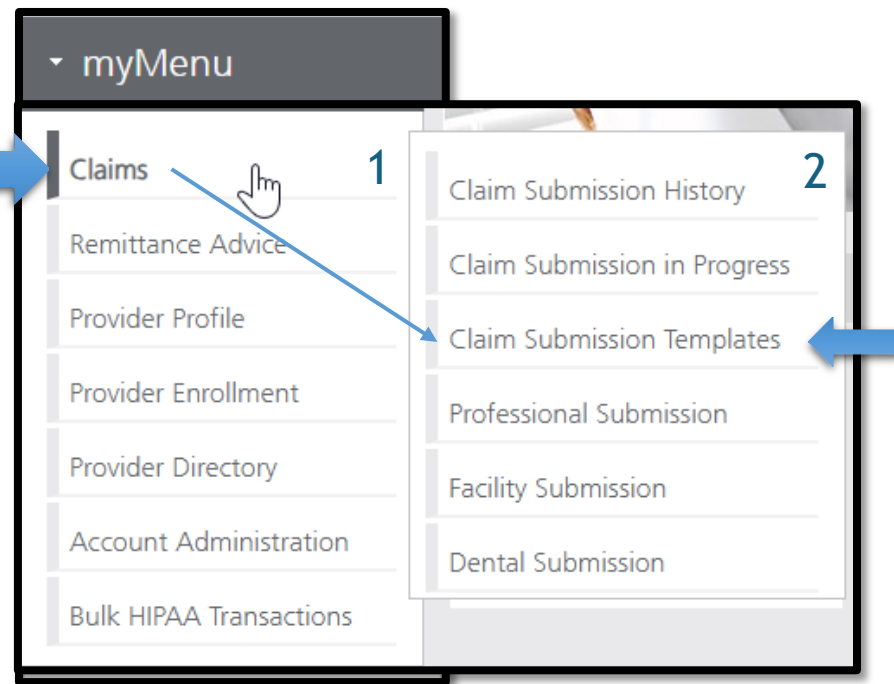 myMenu
Claims
1
Remittance Advice
Provider Profile
Provider Enrollment
Provider Directory
Account Administration
Bulk HIPAA Transactions
2
Claim Submission History
Claim Submission in Progress
Claim Submission Templates
Professional Submission
Facility Submission
Dental Submission